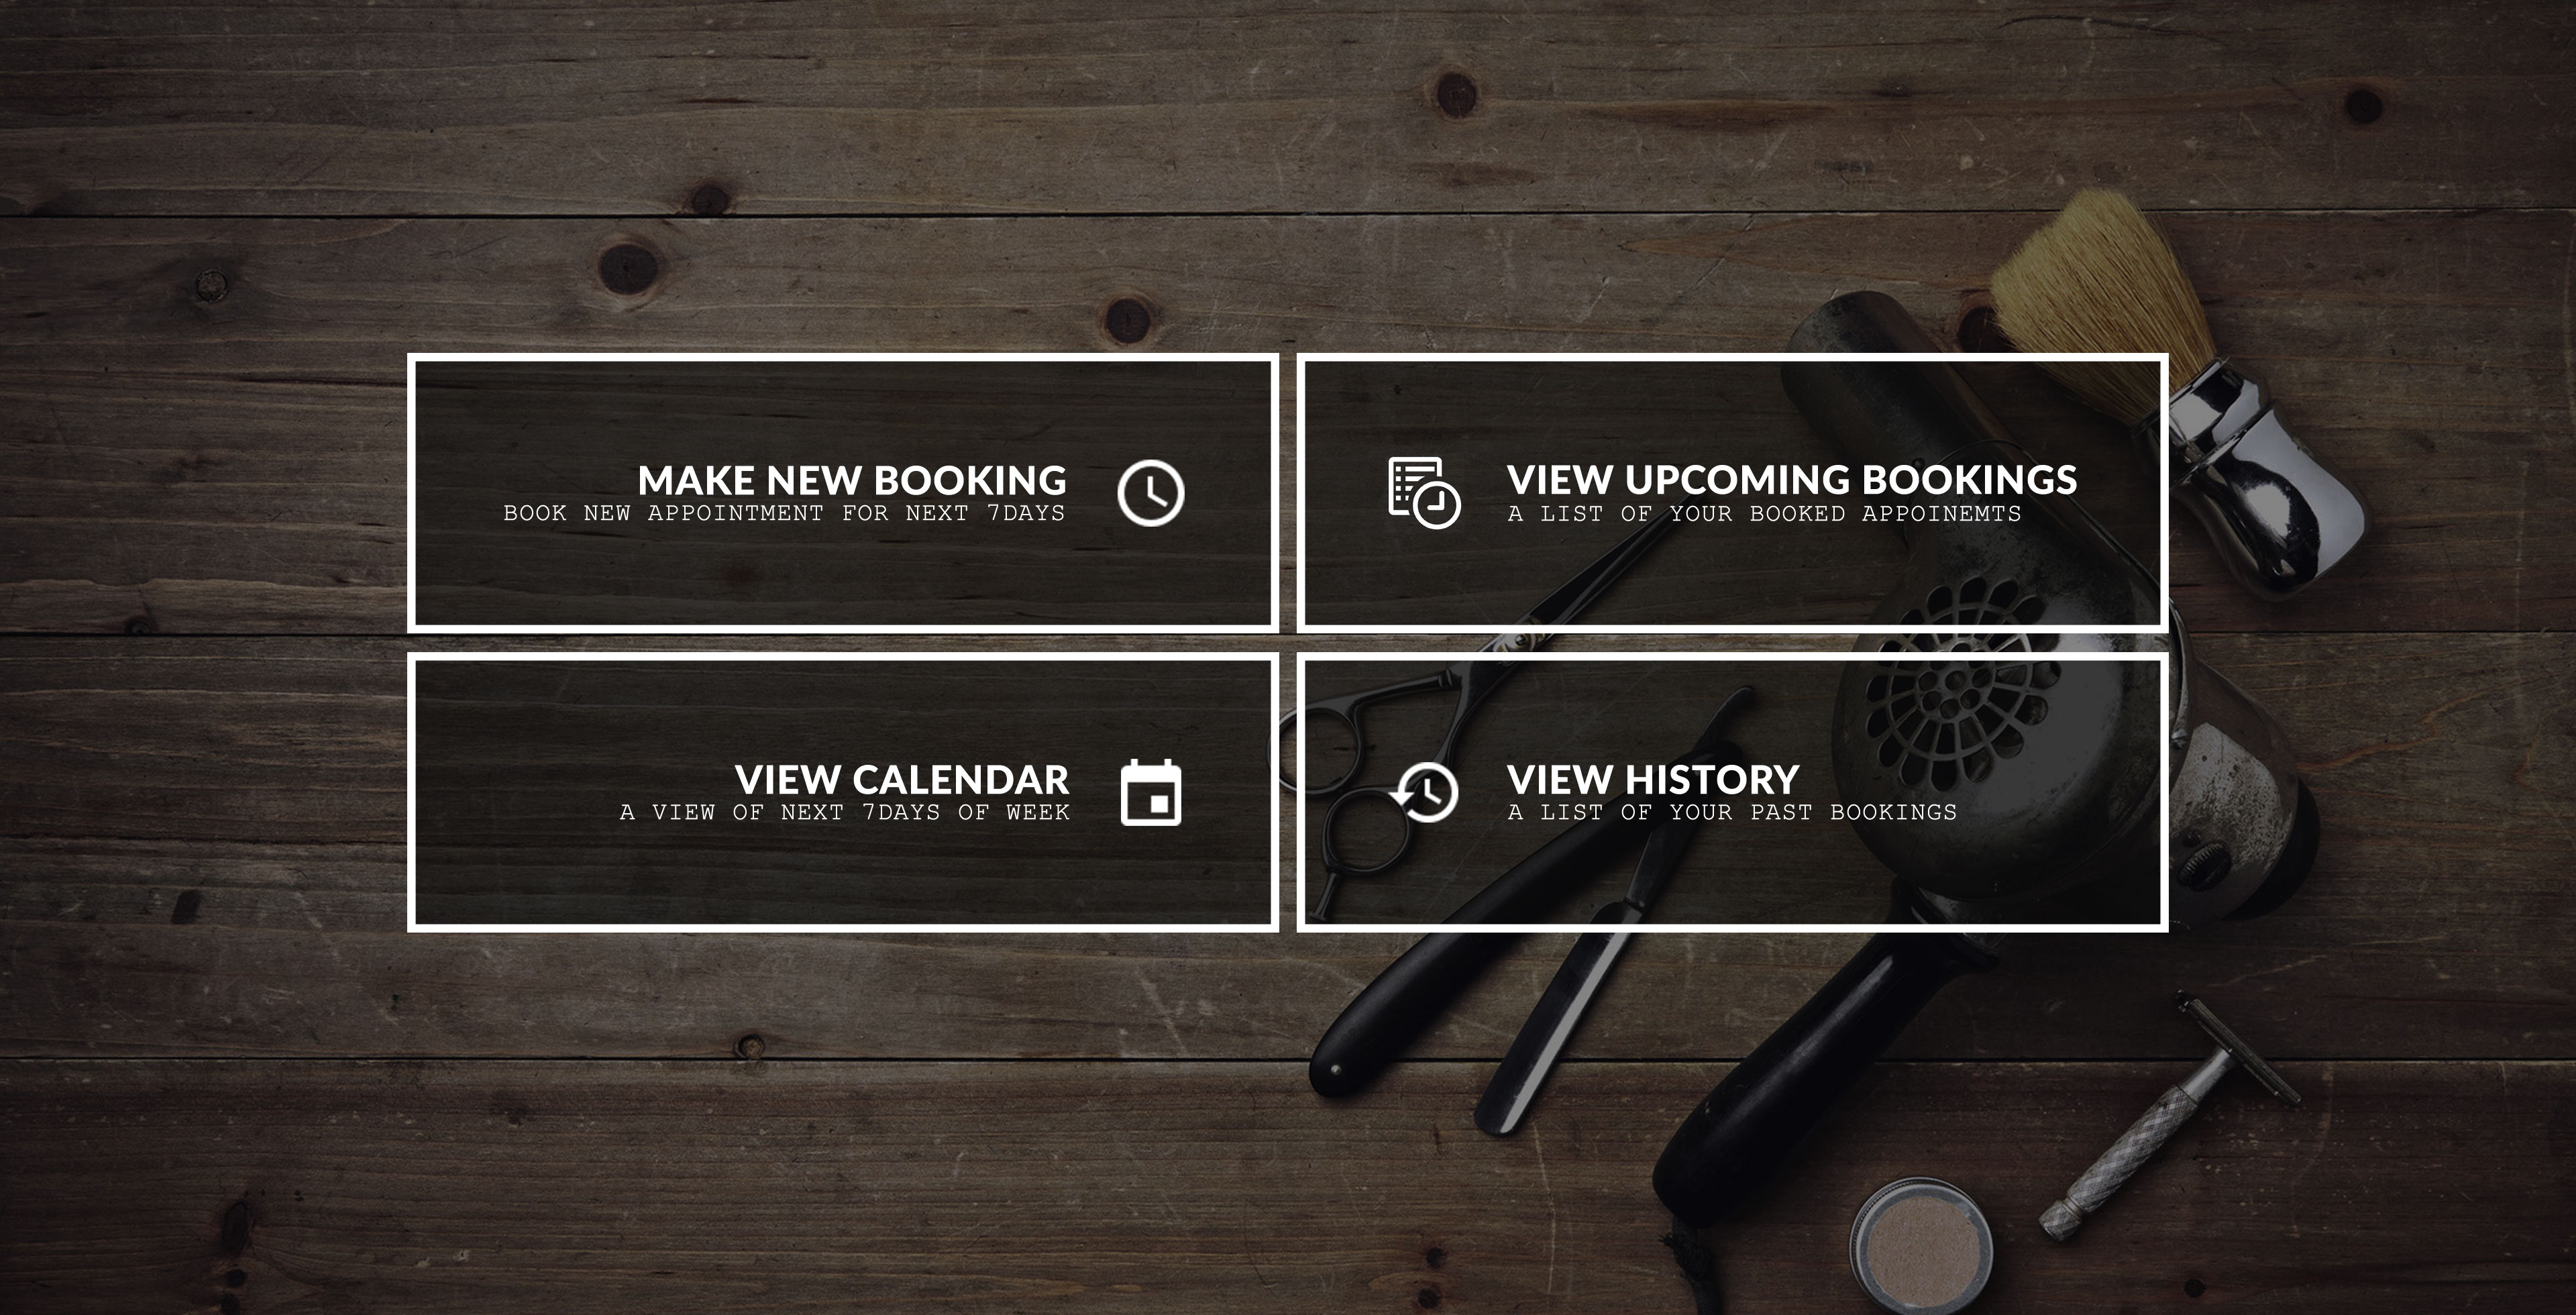 MAKE NEW BOOKING
BOOK NEW APPOINTMENT FOR NEXT 7DAYS
VIEW UPCOMING BOOKINGS
A LIST OF YOUR BOOKED APPOINEMTS
VIEW CALENDAR
A VIEW OF NEXT 7DAYS OF WEEK
VIEW HISTORY
A LIST OF YOUR PAST BOOKINGS